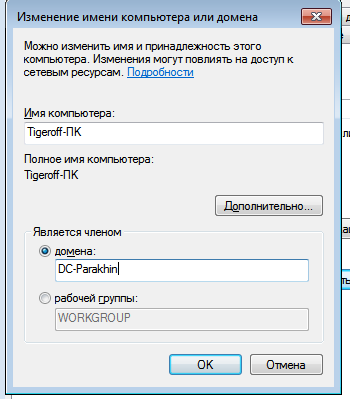 Изменение имени компьютера или домена
Можно изменить имя и принадлежность этого
компьютера. Изменения могут повлиять на доступ к
сетевым ресурсам. Подробности
Имя компьютера:
Tigeroff-ПК
Полное имя компьютера:
Tigeroff-ПК
Дополнительно...
Является членом
домена:
DC-Parakhin
рабочей группы:
WORKGROUP
OK
Отмена